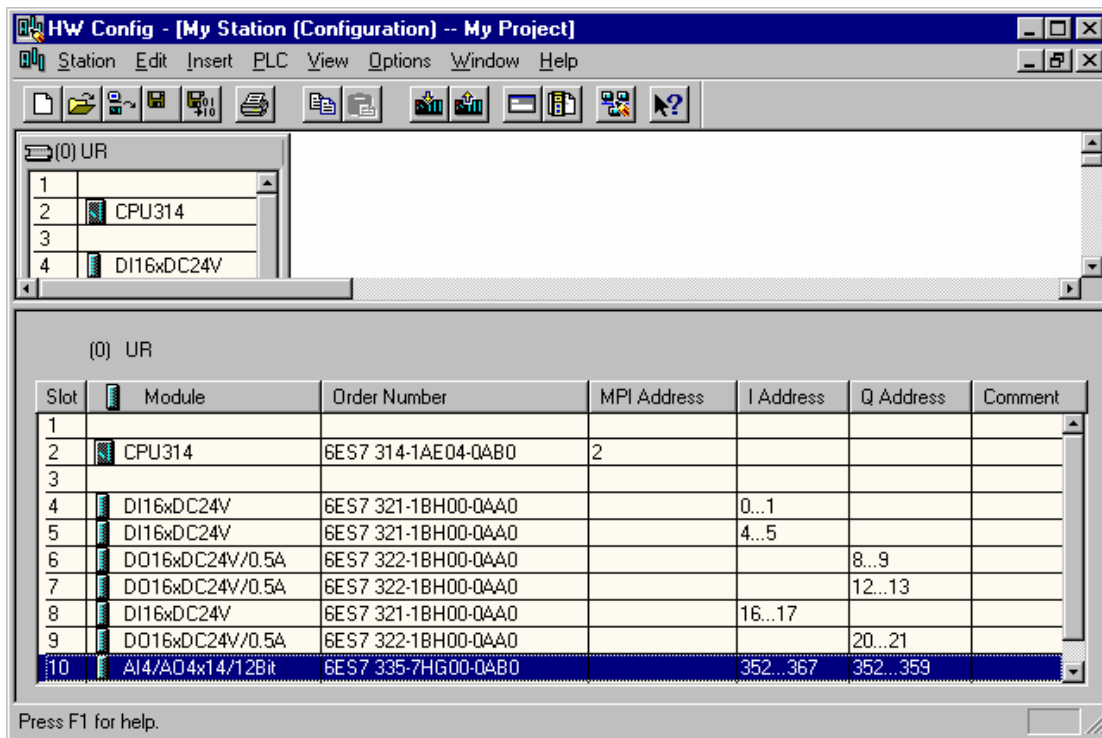 HW Config - [My Station (Configuration) -- My Project]
Station Edit Insert PLC View Options Window Help
(0) UR
1
2 CPU314
3
4 DI16xDC24V
(0) UR
Slot Module Order Number MPI Address I Address Q Address Comment
1
2 CPU314 6ES7 314-1AE04-0AB0 2
3
4 DI16xDC24V 6ES7 321-1BH00-0AA0 0...1
5 DI16xDC24V 6ES7 321-1BH00-0AA0 4...5
6 DO16xDC24V/0.5A 6ES7 322-1BH00-0AA0 8...9
7 DO16xDC24V/0.5A 6ES7 322-1BH00-0AA0 12...13
8 DI16xDC24V 6ES7 321-1BH00-0AA0 16...17
9 DO16xDC24V/0.5A 6ES7 322-1BH00-0AA0 20...21
10 AI4/AO4x14/12Bit 6ES7 335-7HG00-0AB0 352...367 352...359
Press F1 for help.